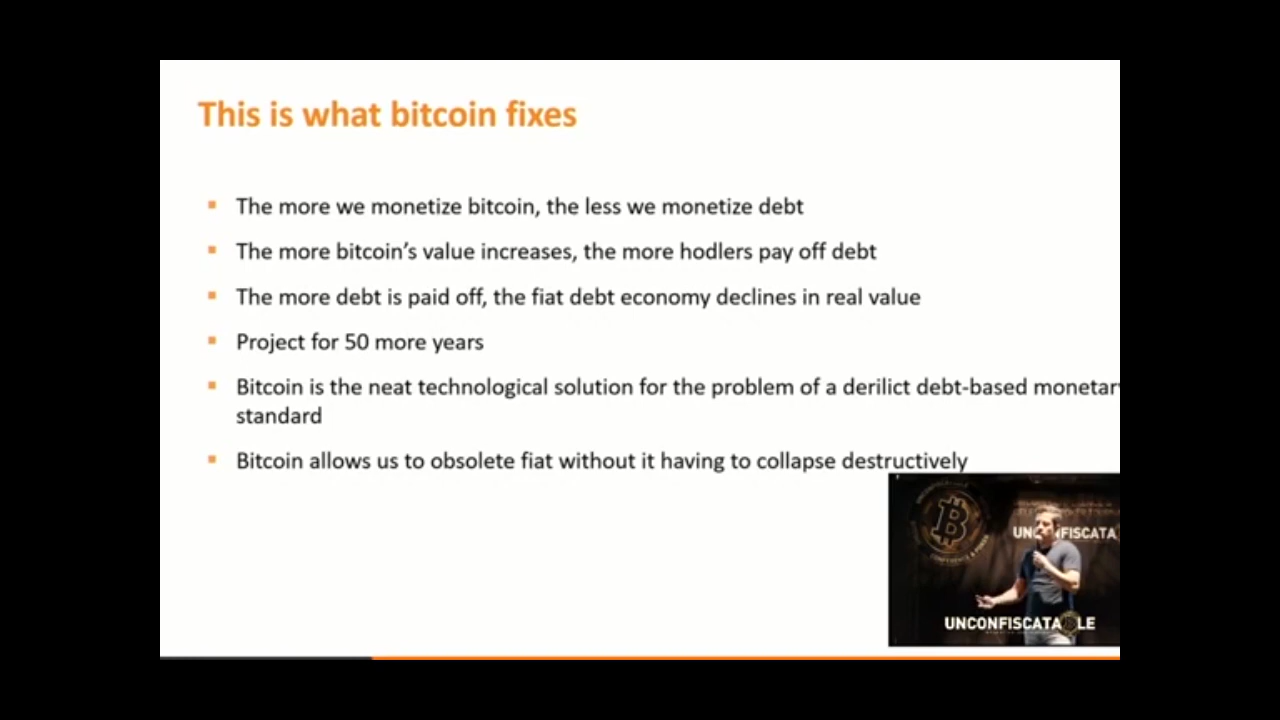 This is what bitcoin fixes
The more we monetize bitcoin, the less we monetize debt
The more bitcoin's value increases, the more hodlers pay off debt
The more debt is paid off, the fiat debt economy declines in real value
Project for 50 more years
Bitcoin is the neat technological solution for the problem of a derilict debt-based monetary
standard
Bitcoin allows us to obsolete fiat without it having to collapse destructively
UNCONFISCATA
UNCONFISCATA LE